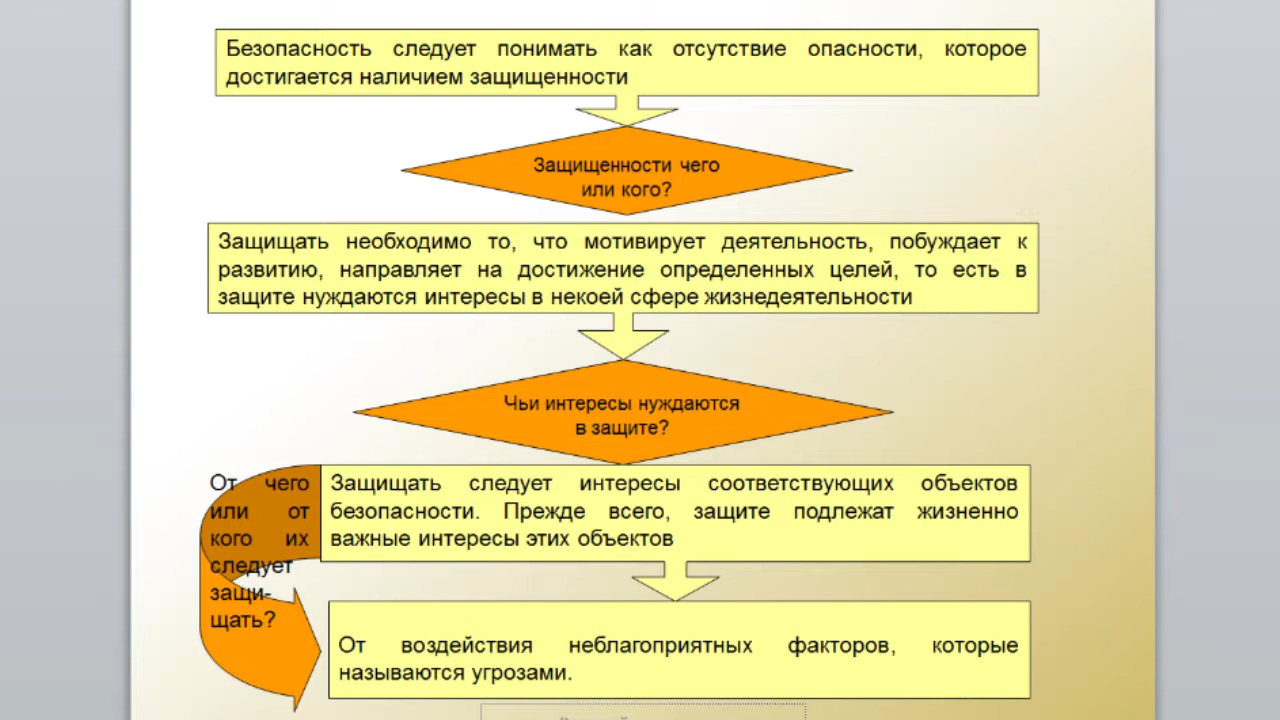 Безопасность следует понимать как отсутствие опасности, которое
достигается наличием защищенности
Защищенности чего
или кого?
Защищать необходимо то, что мотивирует деятельность, побуждает к
развитию, направляет на достижение определенных целей, то есть в
защите нуждаются интересы в некоей сфере жизнедеятельности
Чьи интересы нуждаются
в защите?
От чего
или от
кого их
следует
защи-
щать?
Защищать следует интересы соответствующих объектов
безопасности. Прежде всего, защите подлежат жизненно
важные интересы этих объектов
От воздействия неблагоприятных факторов, которые
называются угрозами.